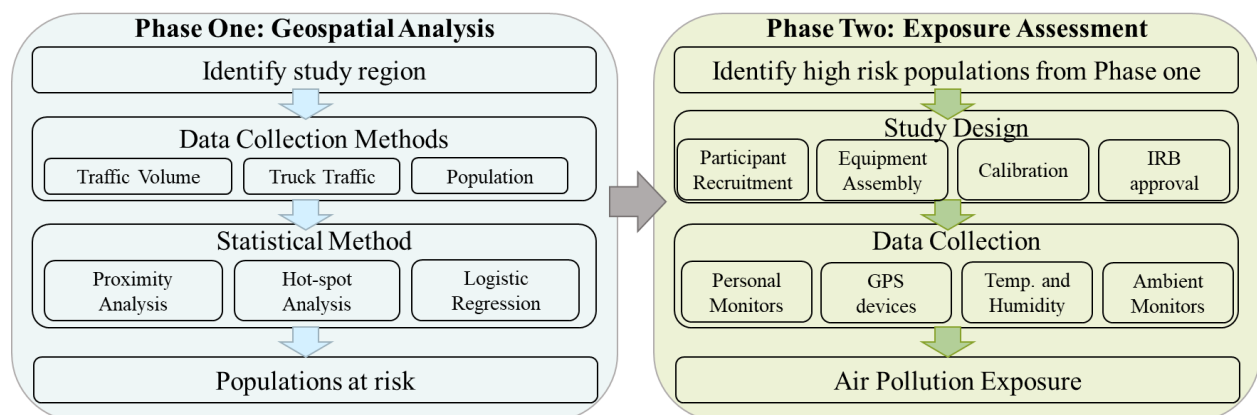 Phase One: Geospatial Analysis
Identify study region
Data Collection Methods
Traffic Volume
Truck Traffic
Population
Statistical Method
Proximity
Analysis
Hot-spot
Analysis
Logistic
Regression
Populations at risk
Phase Two: Exposure Assessment
Identify high risk populations from Phase one
Study Design
Participant
Recruitment
Equipment
Assembly
Calibration
IRB
approval
Data Collection
Personal
Monitors
GPS
devices
Temp. and
Humidity
Ambient
Monitors
Air Pollution Exposure